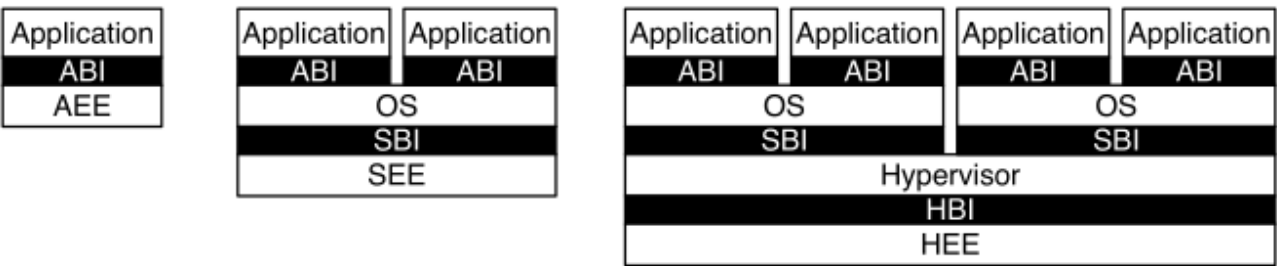 Application
ABI
AEE
Application Application
ABI ABI
OS
SBI
SEE
Application Application Application Application
ABI ABI ABI ABI
OS OS
SBI SBI
Hypervisor
HBI
HEE